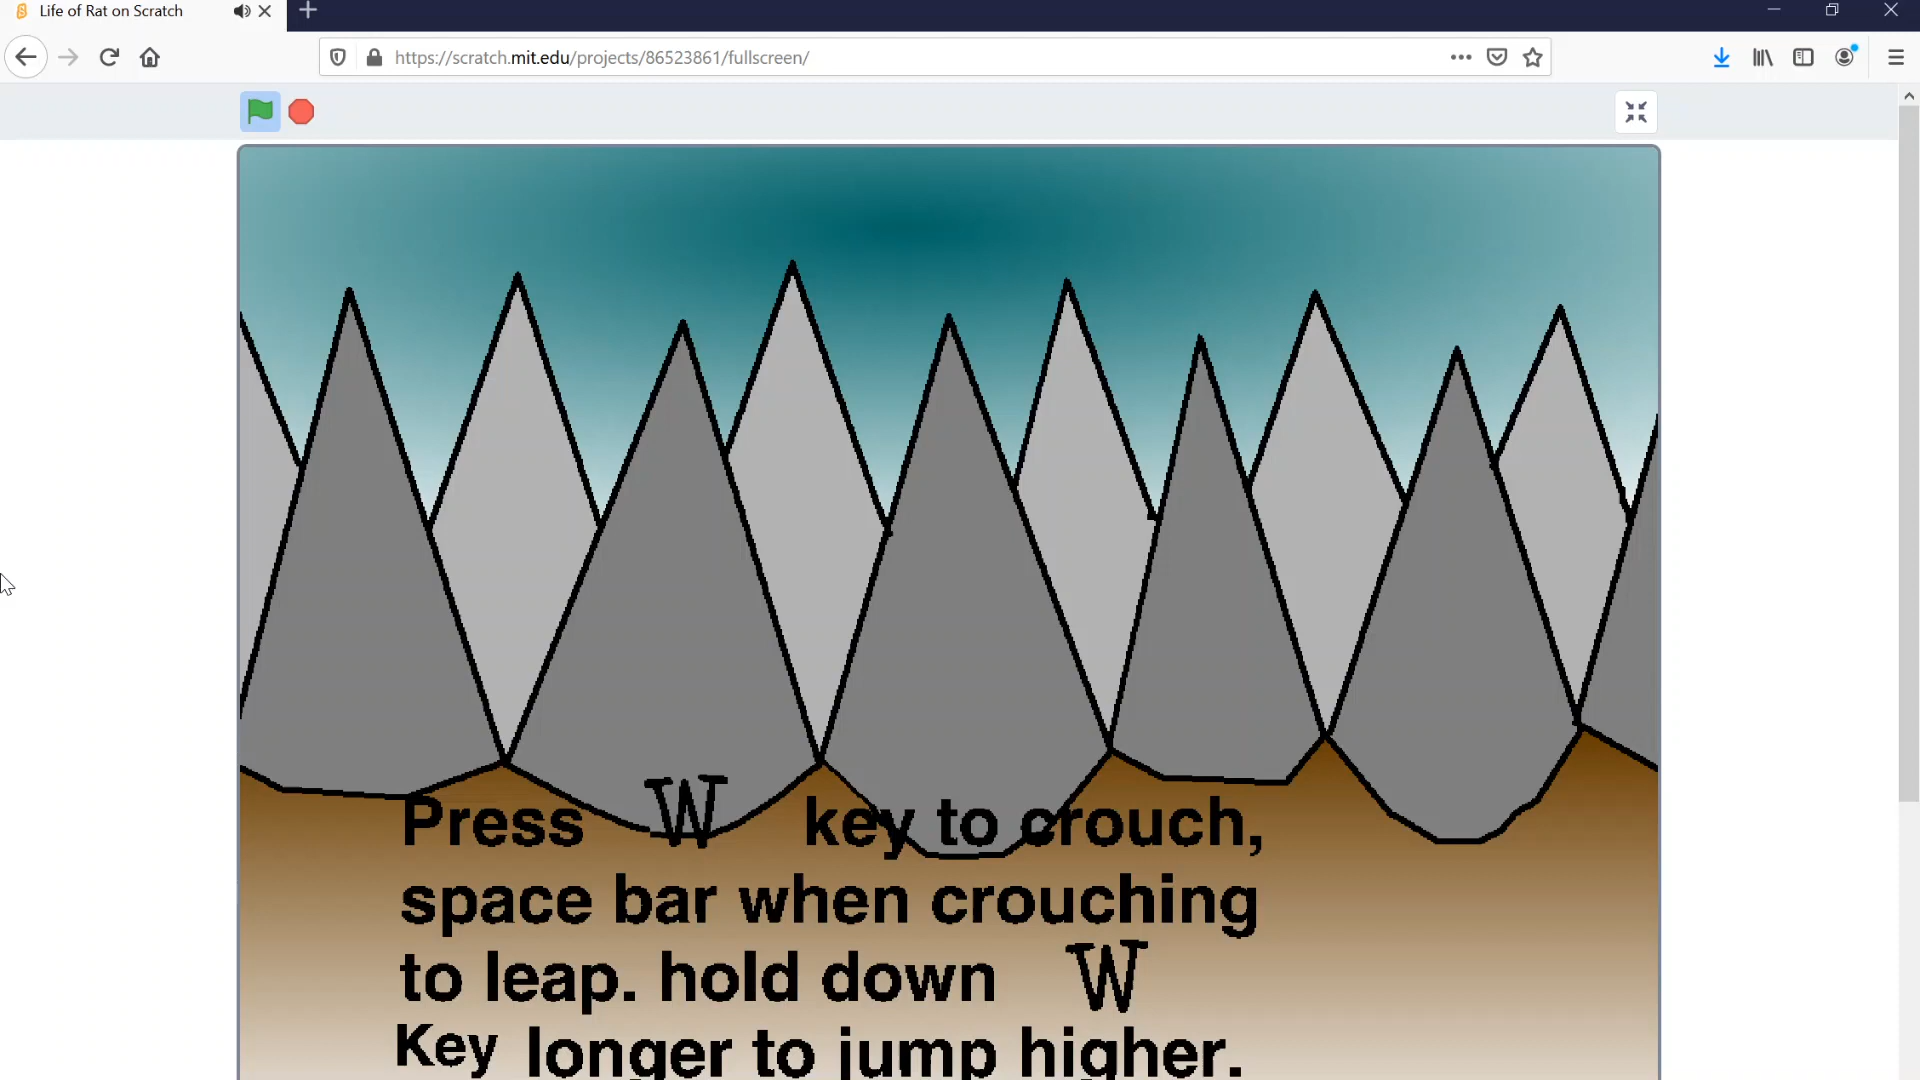 Life of Rat on Scratch
https://scratch.mit.edu/projects/86523861/fullscreen/
Press W key to crouch,
space bar when crouching
to leap. hold down W
Key longer to jump higher.